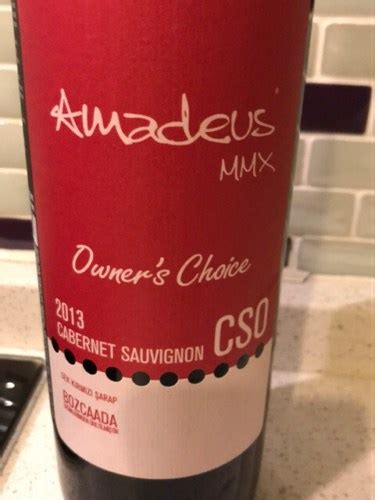 Amadeus
MMX
Owner's Choice
2013
CABERNET SAUVIGNON CSO
SEK KIRMIZI ŞARAP
BOZCAADA